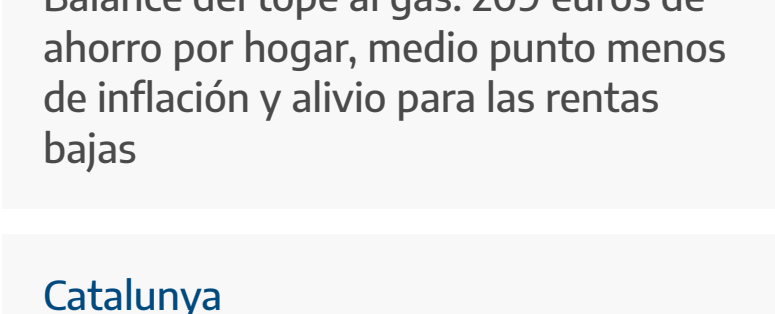 Balance del tope al gas: 209 euros de
ahorro por hogar, medio punto menos
de inflación y alivio para las rentas
bajas
Catalunya